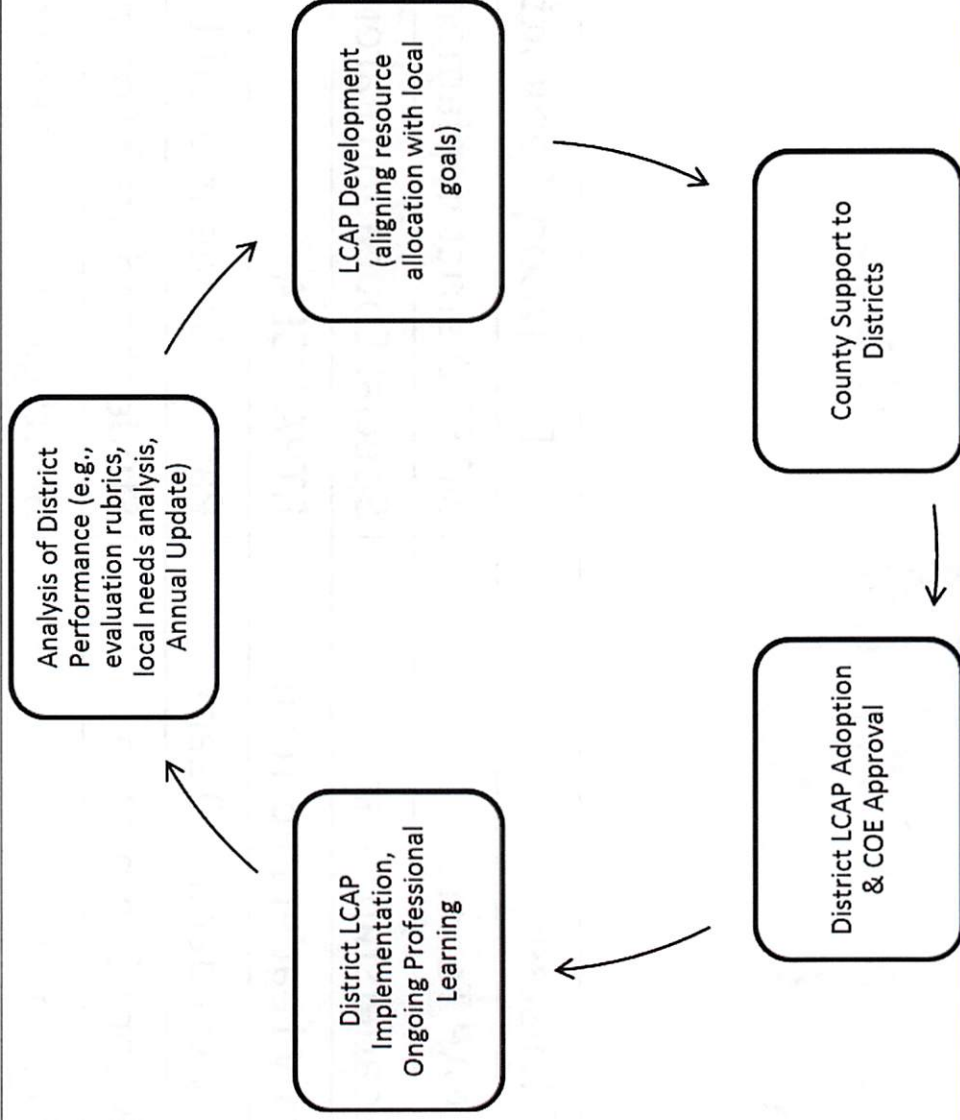 Analysis of District
Performance (e.g.,
evaluation rubrics,
local needs analysis,
Annual Update)
LCAP Development
(aligning resource
allocation with local
goals)
County Support to
Districts
District LCAP Adoption
& COE Approval
District LCAP
Implementation,
Ongoing Professional
Learning